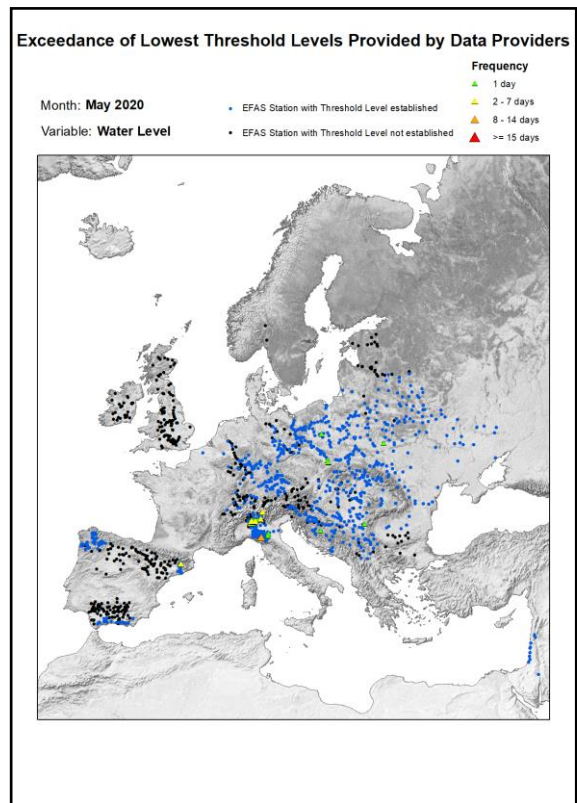 Exceedance of Lowest Threshold Levels Provided by Data Providers
Frequency
1 day
2 - 7 days
8 - 14 days
>= 15 days
Month: May 2020
Variable: Water Level
EFAS Station with Threshold Level established
EFAS Station with Threshold Level not established